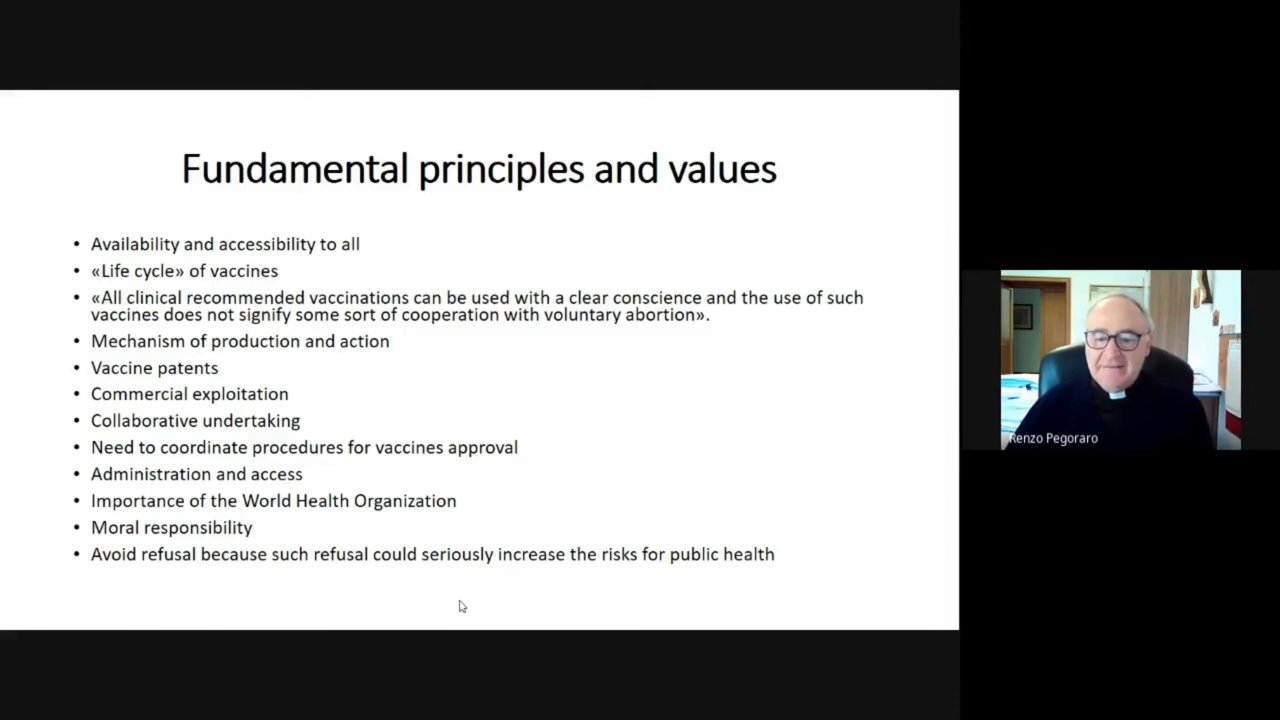 Fundamental principles and values
• Availability and accessibility to all
• «Life cycle» of vaccines
• «All clinical recommended vaccinations can be used with a clear conscience and the use of such
vaccines does not signify some sort of cooperation with voluntary abortion».
• Mechanism of production and action
• Vaccine patents
• Commercial exploitation
• Collaborative undertaking
• Need to coordinate procedures for vaccines approval
• Administration and access
• Importance of the World Health Organization
• Moral responsibility
• Avoid refusal because such refusal could seriously increase the risks for public health
Renzo Pegoraro